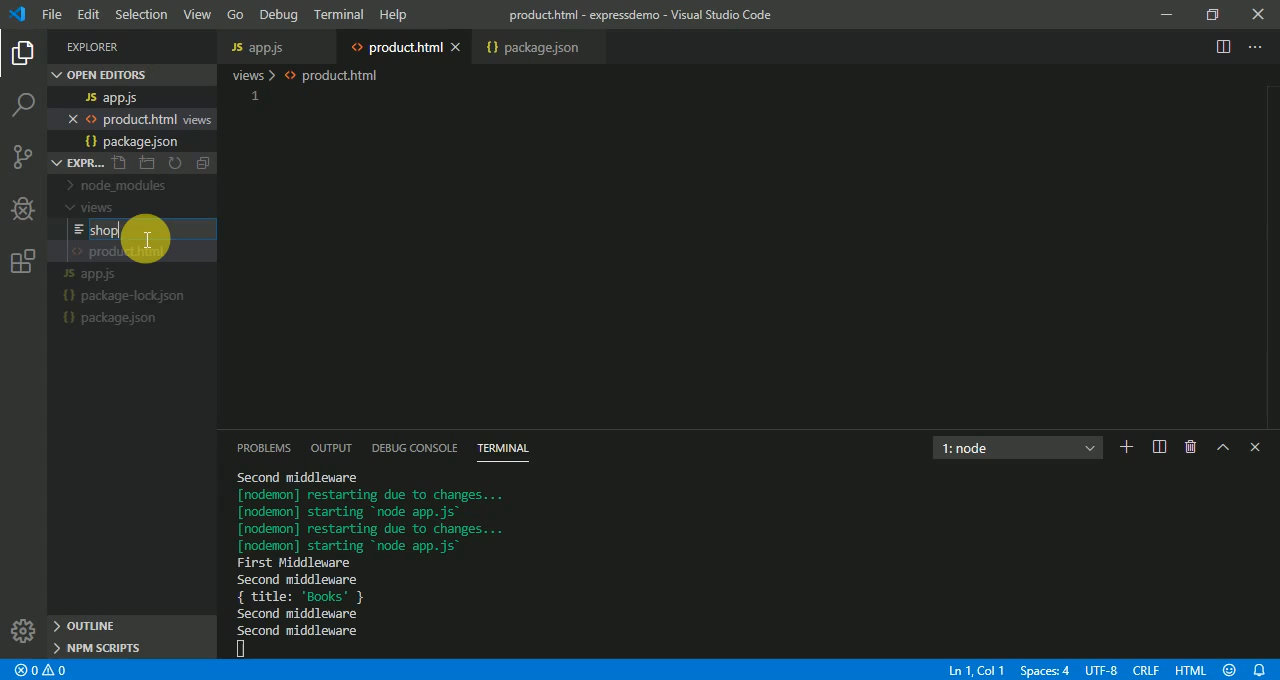 File Edit Selection View Go Debug Terminal Help product.html - expressdemo - Visual Studio Code
EXPLORER
JS app.js <> product.html {} package.json
OPEN EDITORS
JS app.js
<> product.html views
{} package.json
views > <> product.html
1
EXPR...
node_modules
views
shop
product.html
JS app.js
{} package-lock.json
{} package.json
PROBLEMS OUTPUT DEBUG CONSOLE TERMINAL 1: node
Second middleware
[nodemon] restarting due to changes...
[nodemon] starting `node app.js`
[nodemon] restarting due to changes...
[nodemon] starting `node app.js`
First Middleware
Second middleware
{ title: 'Books' }
Second middleware
Second middleware
OUTLINE
NPM SCRIPTS
0 0 Ln 1, Col 1 Spaces: 4 UTF-8 CRLF HTML